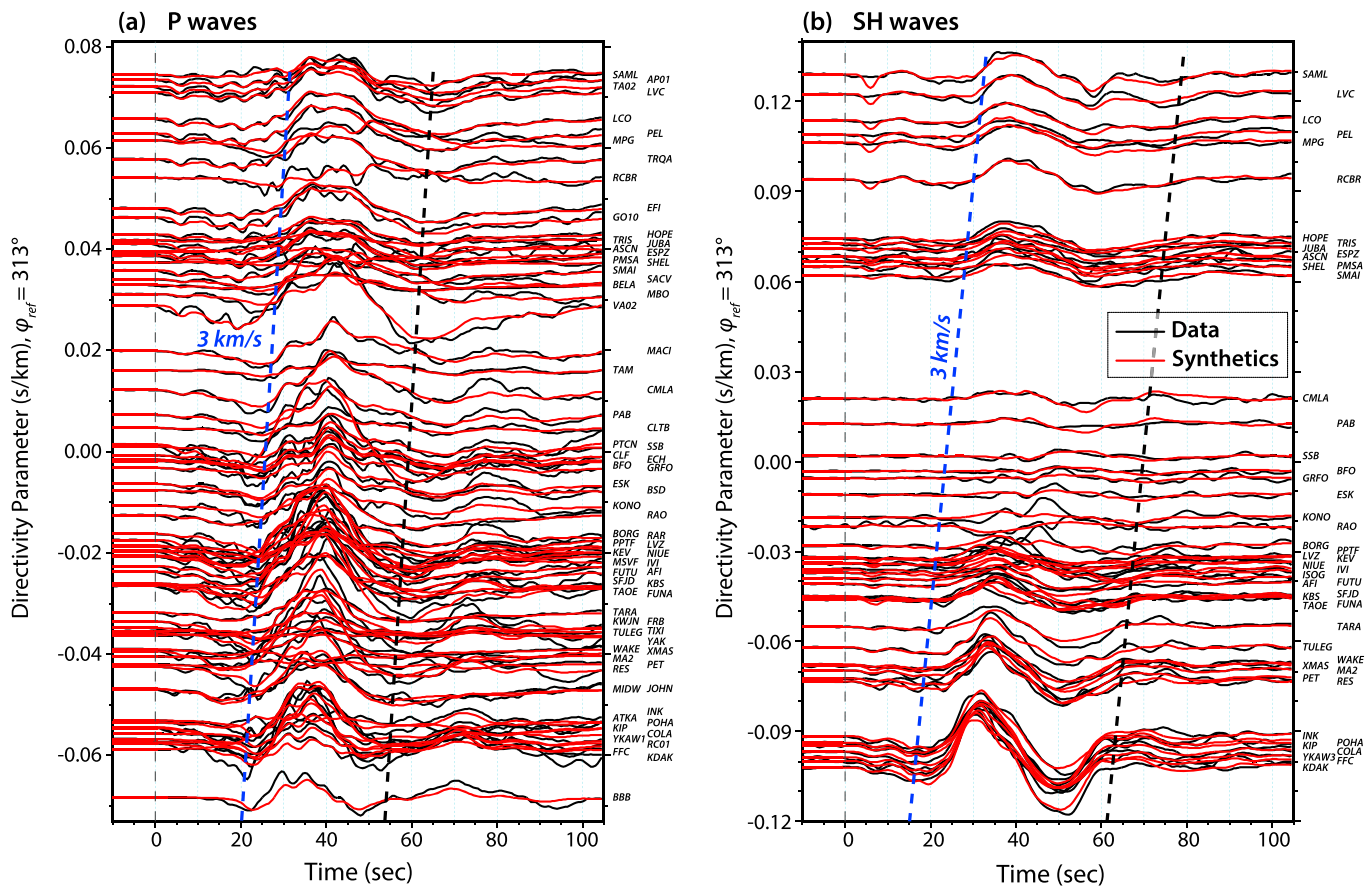 (a) P waves
(b) SH waves
Directivity Parameter (s/km), φref = 313°
0.08
0.06
0.04
0.02
0.00
-0.02
-0.04
-0.06
3 km/s
SAML
AP01
TA02
LVC
LCO
PEL
MPG
TRQA
RCBR
EFI
GO10
HOPE
TRIS
JUBA
ASCN
ESPZ
PMSA
SHEL
SMAI
SACV
BELA
MBO
VA02
MACI
TAM
CMLA
PAB
CLTB
PTCN
SSB
CLF
ECH
BFO
GRFO
ESK
BSD
KONO
RAO
BORG
RAR
PPTF
LVZ
KEV
NIUE
MSVF
IVI
FUTU
AFI
SFJD
KBS
TAOE
FUNA
TARA
KWJN
FRB
TULEG
TIXI
YAK
WAKE
XMAS
MA2
RES
PET
MIDW
JOHN
INK
ATKA
POHA
KIP
COLA
YKAW1
RC01
FFC
KDAK
BBB
0 20 40 60 80 100
Time (sec)
Directivity Parameter (s/km), φref = 313°
0.12
0.09
0.06
0.03
0.00
-0.03
-0.06
-0.09
-0.12
3 km/s
Data
Synthetics
SAML
LVC
LCO
PEL
MPG
RCBR
HOPE
TRIS
JUBA
ESPZ
ASCN
SHEL
PMSA
SMAI
CMLA
PAB
SSB
BFO
GRFO
ESK
KONO
RAO
BORG
PPTF
LVZ
KEV
NIUE
IVI
ISOG
AFI
FUTU
KBS
SFJD
TAOE
FUNA
TARA
TULEG
WAKE
XMAS
MA2
PET
RES
INK
KIP
POHA
COLA
YKAW3
FFC
KDAK
0 20 40 60 80 100
Time (sec)